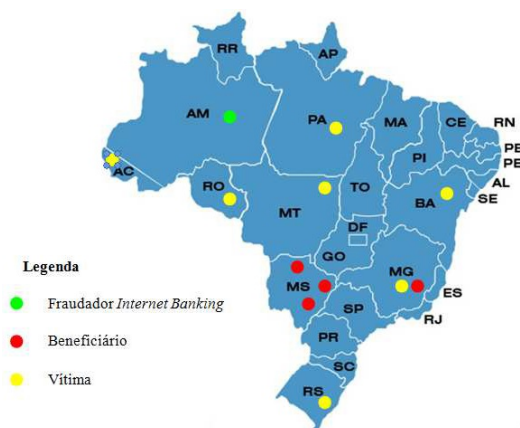 RR
AP
AM
PA
MA
CE
RN
PE
PE
PI
AC
RO
TO
AL
SE
BA
MT
DF
GO
MG
MS
ES
SP
RJ
PR
SC
RS
Legenda
Fraudador Internet Banking
Beneficiário
Vítima